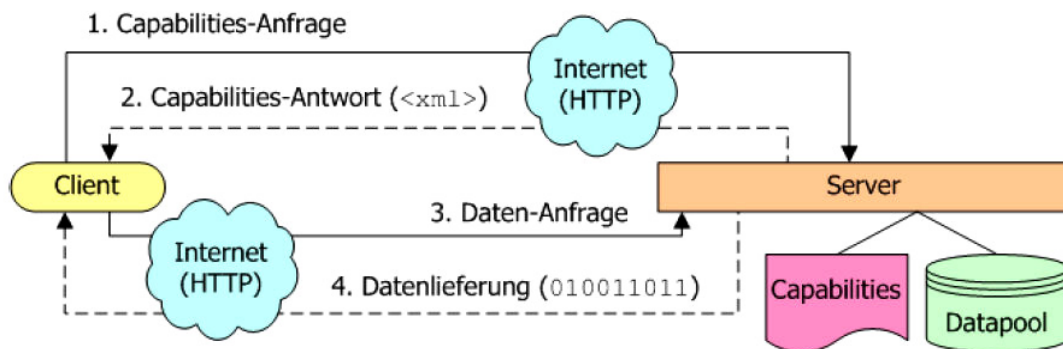 1. Capabilities-Anfrage
Internet
(HTTP)
2. Capabilities-Antwort (<xml>)
Client
Server
3. Daten-Anfrage
Internet
(HTTP)
4. Datenlieferung (010011011)
Capabilities
Datapool